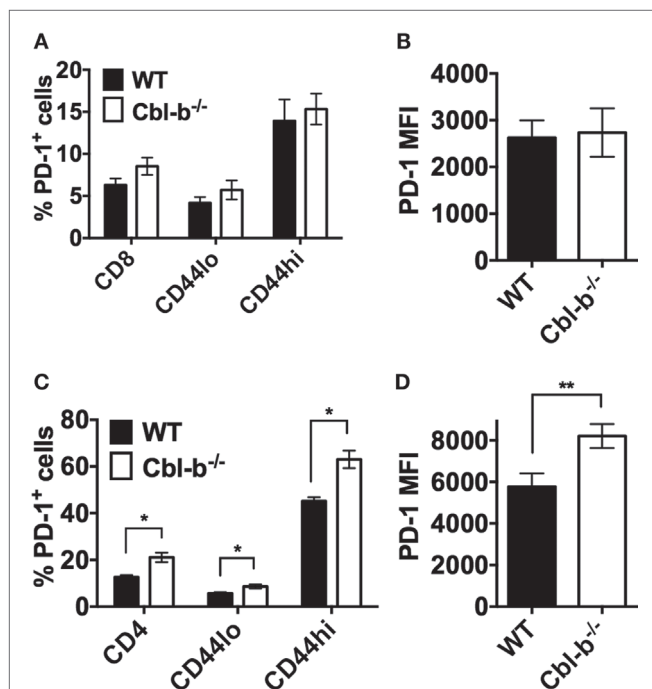 A
% PD-1⁺ cells
20
15
10
5
0
WT
Cbl-b⁻/⁻
CD8
CD44lo
CD44hi
B
PD-1 MFI
4000
3000
2000
1000
0
WT
Cbl-b⁻/⁻
C
% PD-1⁺ cells
80
60
40
20
0
WT
Cbl-b⁻/⁻
*
*
*
CD4
CD44lo
CD44hi
D
PD-1 MFI
8000
6000
4000
2000
0
**
WT
Cbl-b⁻/⁻